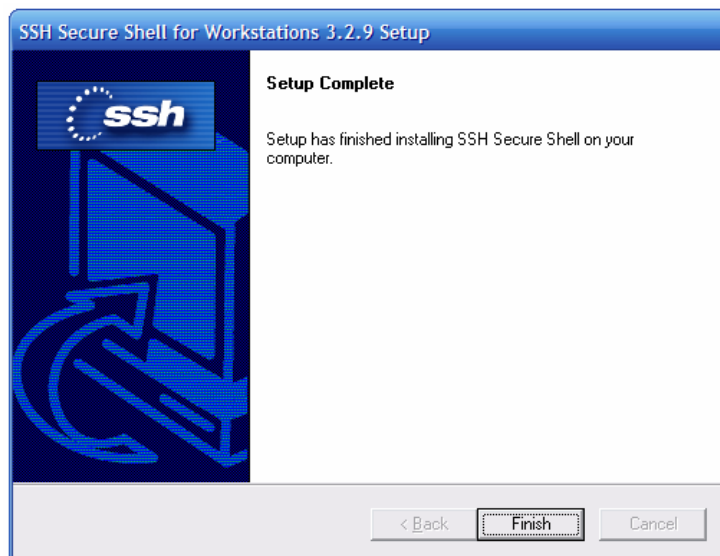 SSH Secure Shell for Workstations 3.2.9 Setup
ssh
Setup Complete
Setup has finished installing SSH Secure Shell on your
computer.
< Back
Finish
Cancel